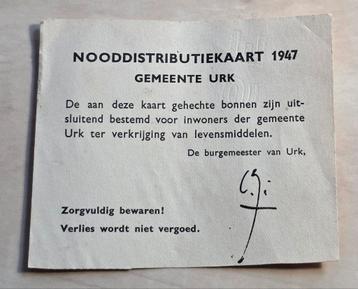 NOODDISTRIBUTIEKAART 1947
GEMEENTE URK
De aan deze kaart gehechte bonnen zijn uit-
sluitend bestemd voor inwoners der gemeente
Urk ter verkrijging van levensmiddelen.
De burgemeester van Urk,
Zorgvuldig bewaren!
Verlies wordt niet vergoed.